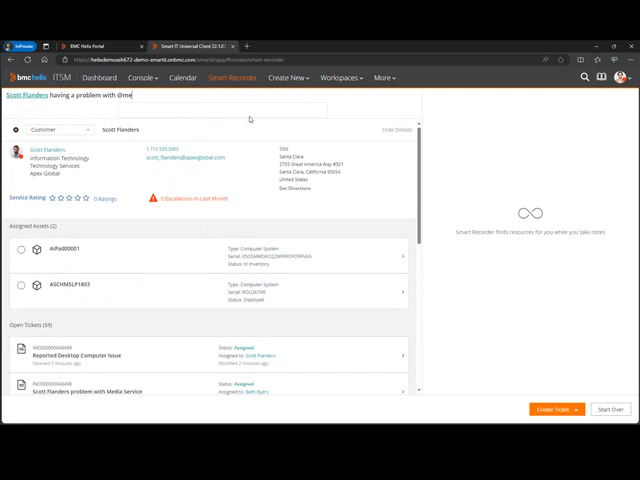 InPrivate
BMC Helix Portal
Smart IT Universal Client 22.1.0
https://helixdemoash672-demo-smartit.onbmc.com/smartit/app/#/create/smart-recorder
bmchelix ITSM Dashboard Console Calendar Smart Recorder Create New Workspaces More
Scott Flanders having a problem with @me
Customer Scott Flanders Hide Details
Scott Flanders
Information Technology
Technology Services
Apex Global
scott_flanders@apexglobal.com
Site
Santa Clara
2755 Great America Way #501
Santa Clara, California 95054
United States
Get Directions
Service Rating 0 Ratings 0 Escalations in Last Month
Assigned Assets (2)
AiPad00001
Type: Computer System
Status: In Inventory
ASCHMSLP1803
Type: Computer System
Status: Deployed
Open Tickets (59)
Reported Desktop Computer Issue
Opened 3 minutes ago
Status: Assigned
Assigned to: Scott Flanders
Modified 2 minutes ago
Scott Flanders problem with Media Service
Status: Assigned
Assigned to: Beth Ryers
Smart Recorder finds resources for you while you take notes
Create Ticket
Start Over